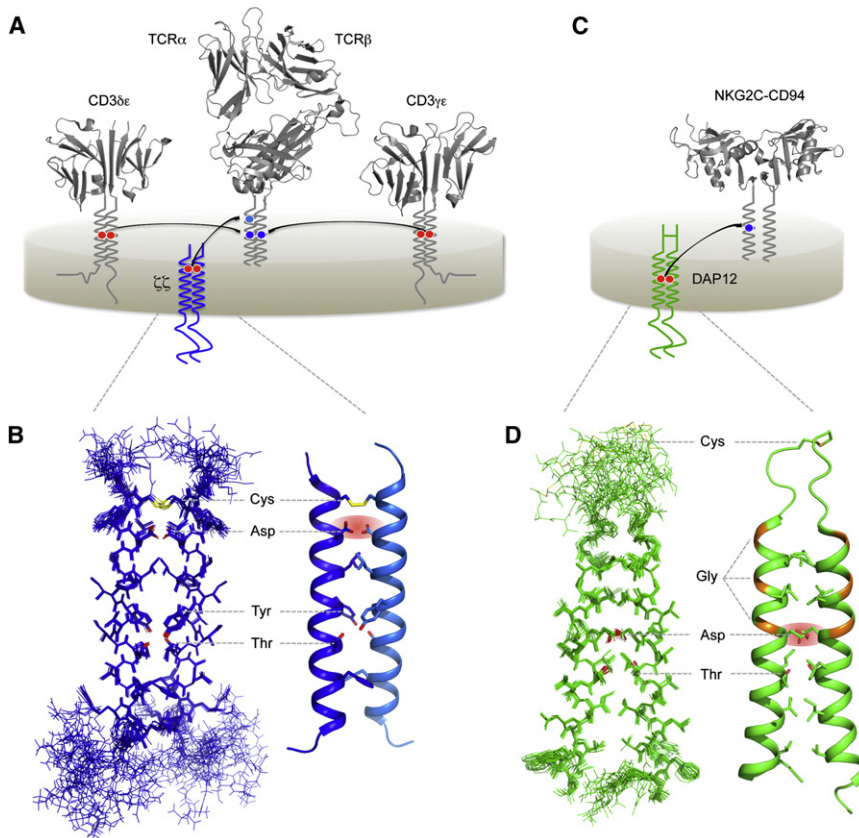 A
TCRα
TCRβ
CD3δε
CD3γε
ζζ
C
NKG2C-CD94
DAP12
B
Cys
Asp
Tyr
Thr
D
Cys
Gly
Asp
Thr